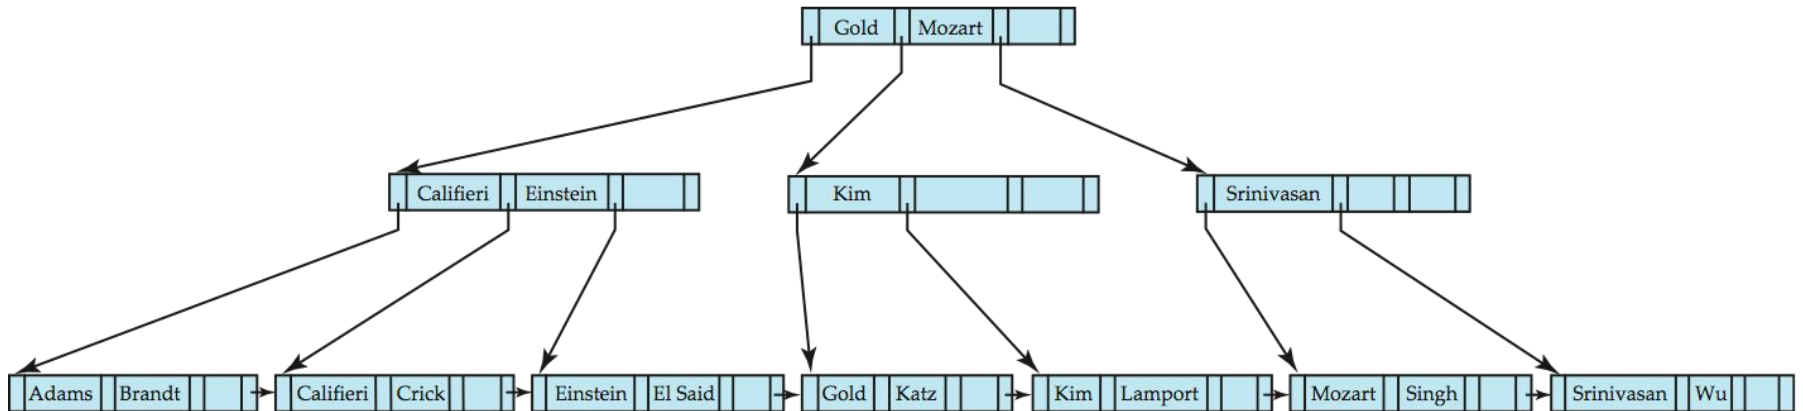 Gold Mozart
Califieri Einstein Kim Srinivasan
Adams Brandt Califieri Crick Einstein El Said Gold Katz Kim Lamport Mozart Singh Srinivasan Wu